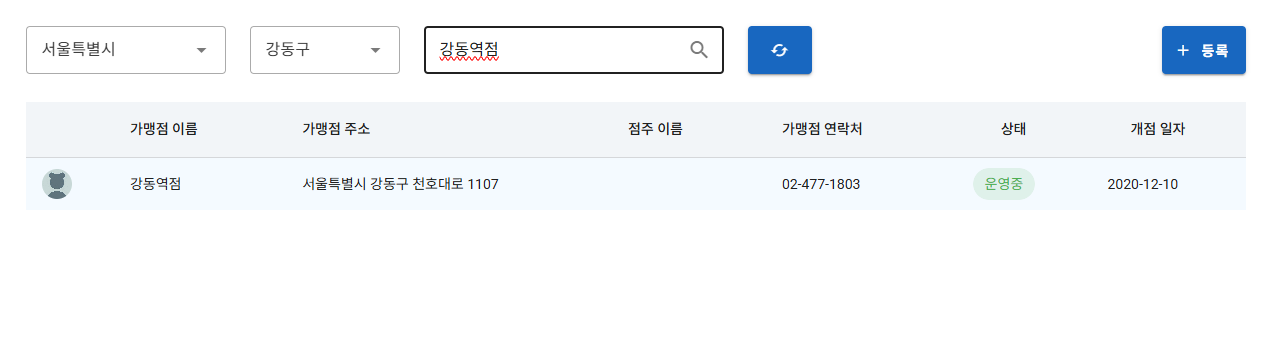 서울특별시 강동구 강동역점 + 등록
가맹점 이름 가맹점 주소 점주 이름 가맹점 연락처 상태 개점 일자
강동역점 서울특별시 강동구 천호대로 1107 02-477-1803 운영중 2020-12-10